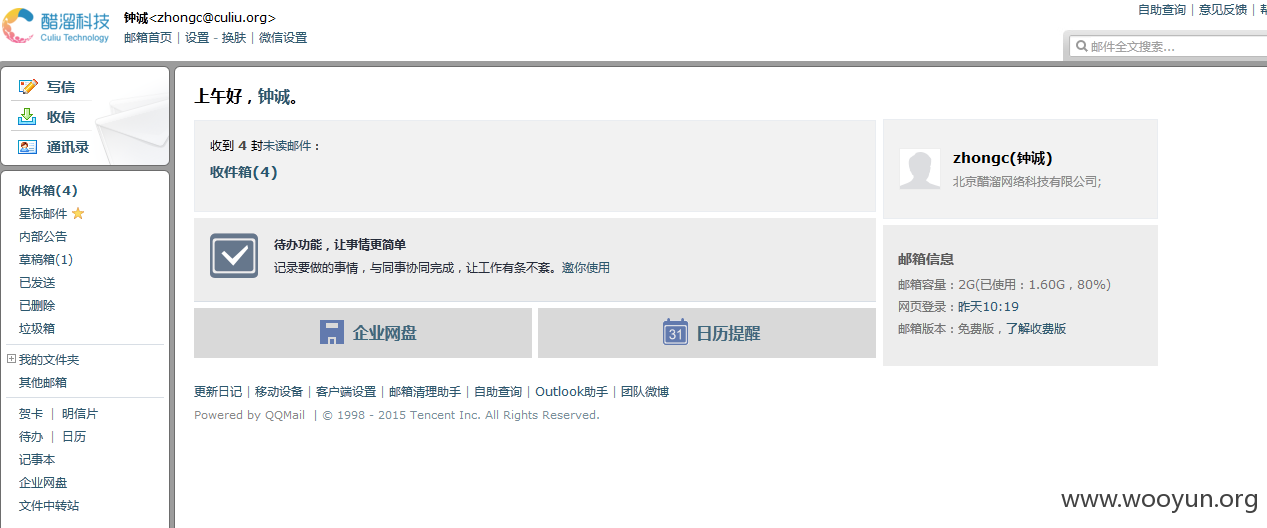 醋溜科技
Culiu Technology
钟诚<zhongc@culiu.org>
邮箱首页 | 设置 - 换肤 | 微信设置
自助查询 | 意见反馈 |
邮件全文搜索...
写信
收信
通讯录
收件箱(4)
星标邮件
内部公告
草稿箱(1)
已发送
已删除
垃圾箱
我的文件夹
其他邮箱
贺卡 | 明信片
待办 | 日历
记事本
企业网盘
文件中转站
上午好，钟诚。
收到 4 封未读邮件：
收件箱(4)
待办功能，让事情更简单
记录要做的事情，与同事协同完成，让工作有条不紊。邀你使用
企业网盘
31 日历提醒
zhongc(钟诚)
北京醋溜网络科技有限公司;
邮箱信息
邮箱容量：2G(已使用：1.60G，80%)
网页登录：昨天10:19
邮箱版本：免费版，了解收费版
更新日记 | 移动设备 | 客户端设置 | 邮箱清理助手 | 自助查询 | Outlook助手 | 团队微博
Powered by QQMail | © 1998 - 2015 Tencent Inc. All Rights Reserved.
www.wooyun.org